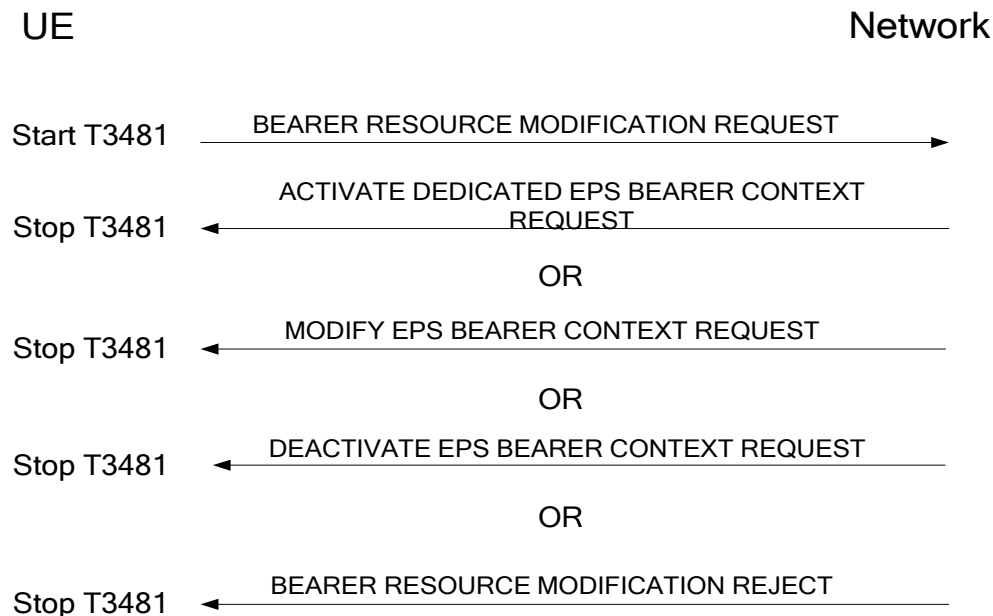 UE Network
Start T3481 BEARER RESOURCE MODIFICATION REQUEST
ACTIVATE DEDICATED EPS BEARER CONTEXT
Stop T3481 REQUEST
OR
Stop T3481 MODIFY EPS BEARER CONTEXT REQUEST
OR
Stop T3481 DEACTIVATE EPS BEARER CONTEXT REQUEST
OR
Stop T3481 BEARER RESOURCE MODIFICATION REJECT